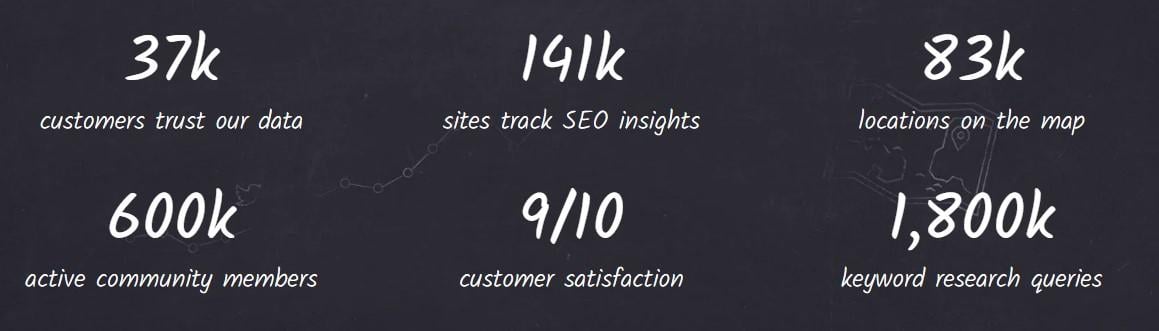 37k
141k
83k
customers trust our data
sites track SEO insights
locations on the map
600k
9/10
1,800k
active community members
customer satisfaction
keyword research queries